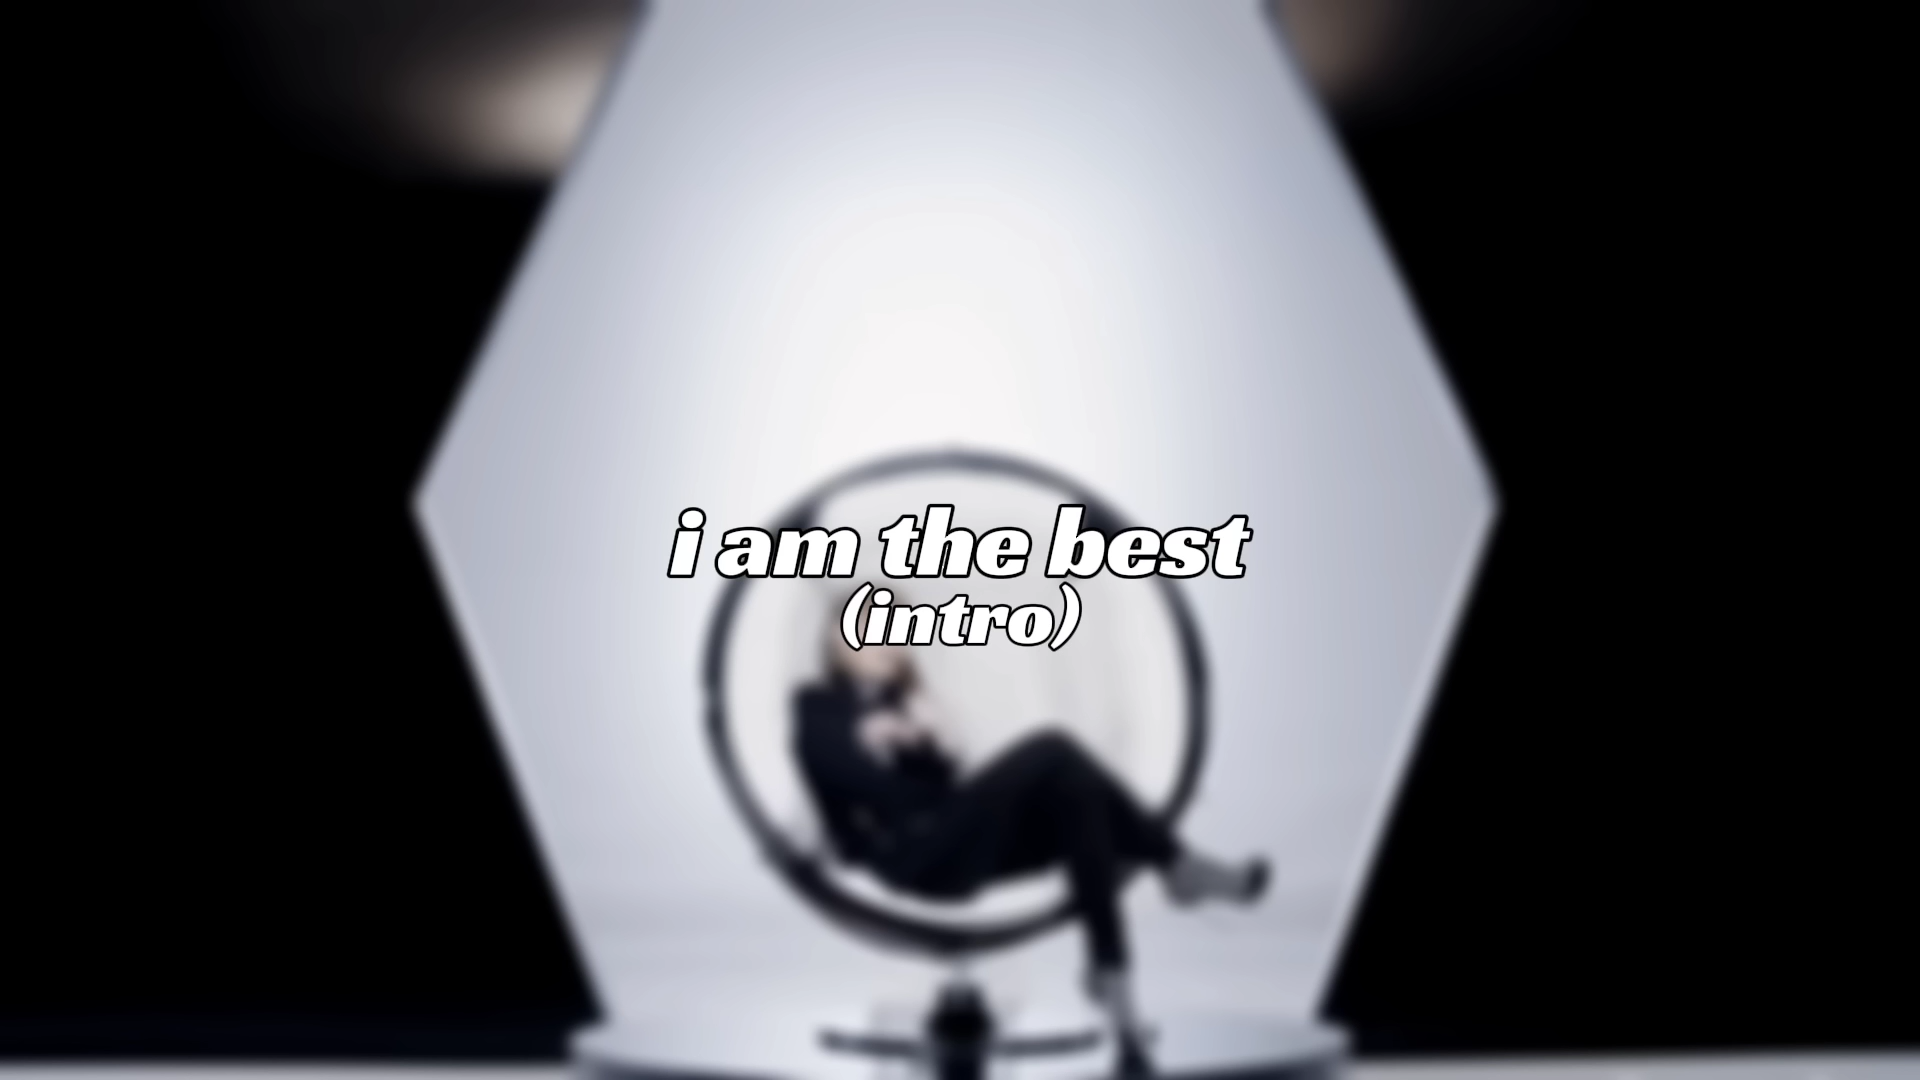 i am the best
(intro)